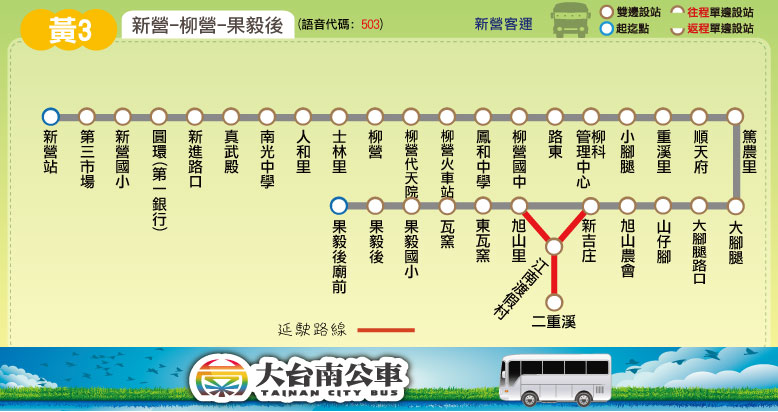 黃3
新營-柳營-果毅後
(語音代碼: 503)
新營客運
雙邊設站
往程單邊設站
起迄點
返程單邊設站
新營站
第三市場
新營國小
圓環(第一銀行)
新進路口
真武殿
南光中學
人和里
士林里
柳營
柳營代天院
柳營火車站
鳳和中學
柳營國中
路東
柳科
管理中心
小腳腿
重溪里
順天府
篤農里
果毅後廟前
果毅後
果毅國小
瓦窯
東瓦窯
旭山里
江南渡假村
新吉庄
旭山農會
山仔腳
大腳腿路口
大腳腿
二重溪
延駛路線
大台南公車
TAINAN CITY BUS